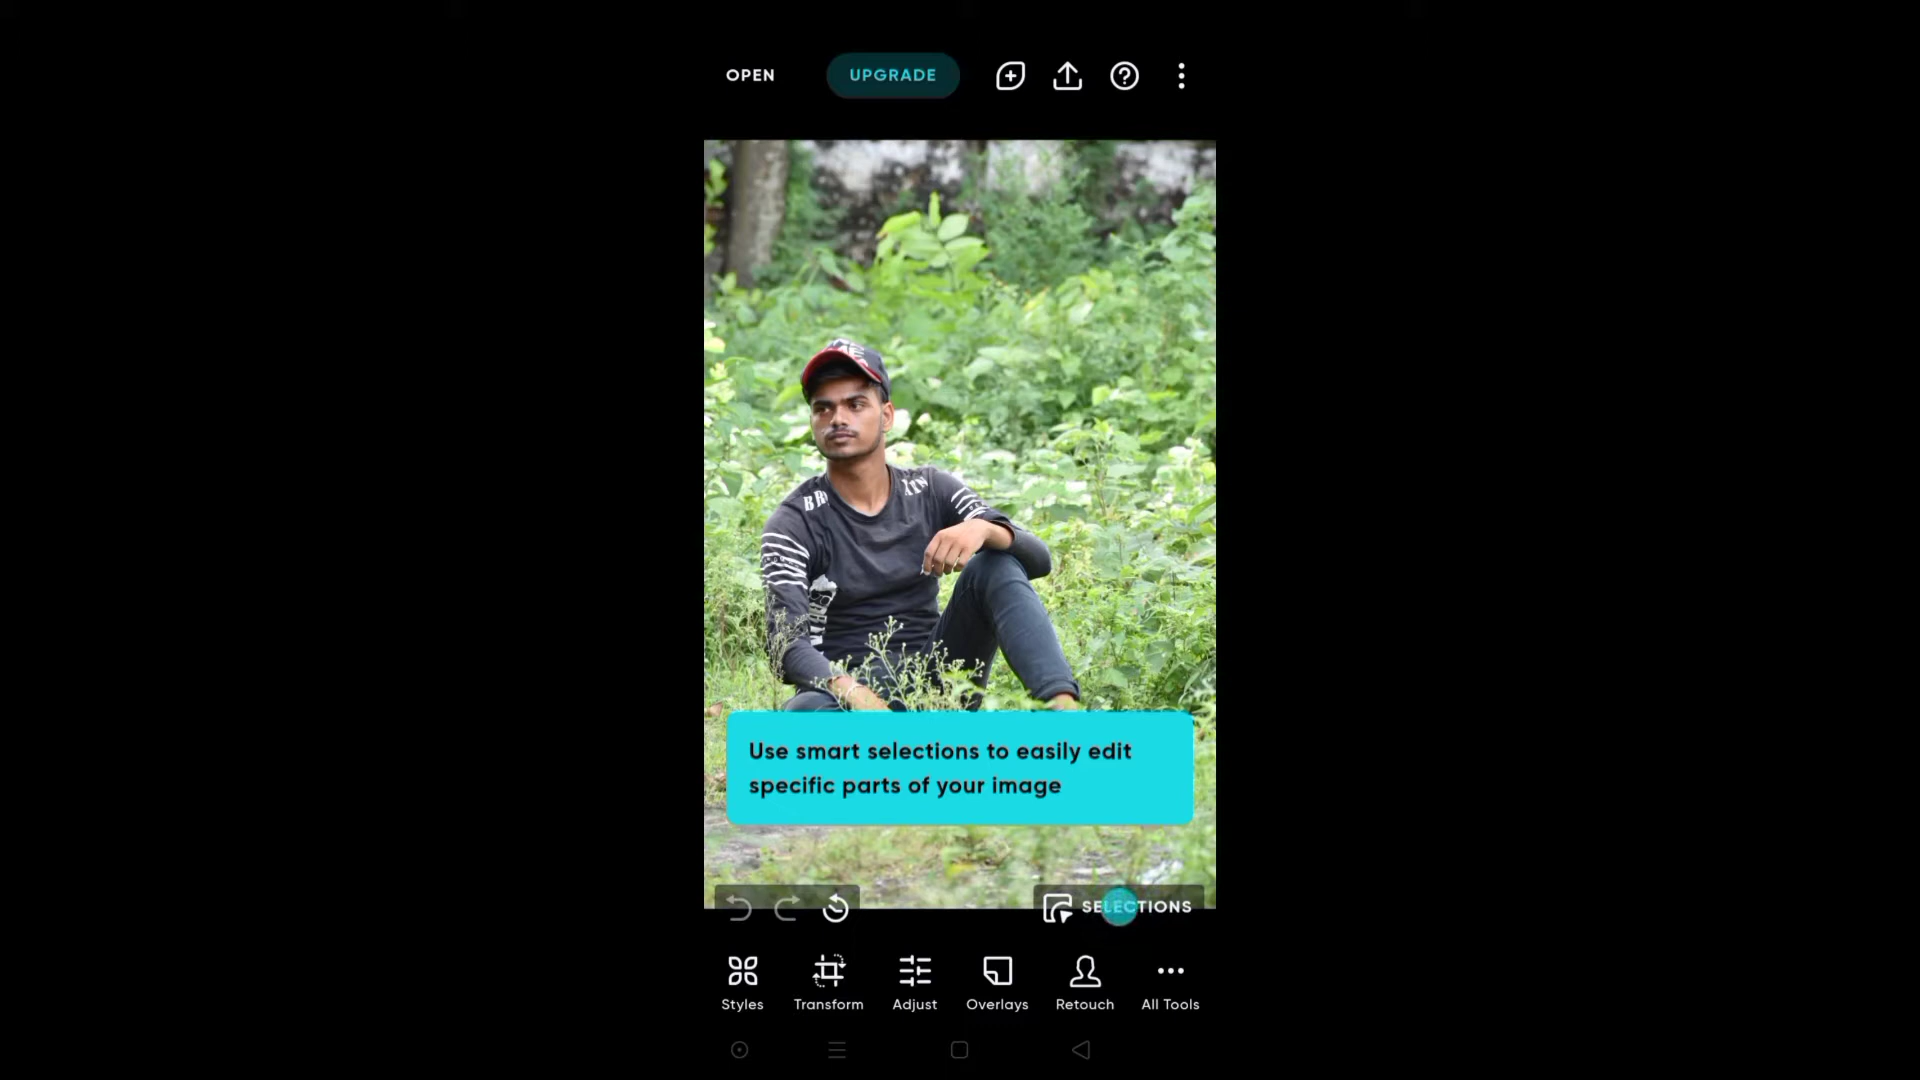 OPEN
UPGRADE
Use smart selections to easily edit
specific parts of your image
SELECTIONS
Styles
Transform
Adjust
Overlays
Retouch
All Tools